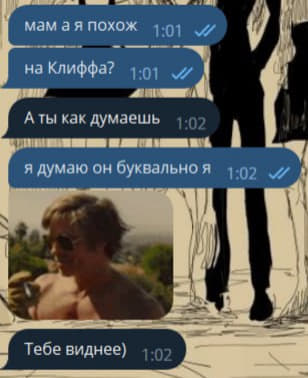 мам а я похож 1:01
на Клиффа? 1:01
А ты как думаешь 1:02
я думаю он буквально я 1:02
Тебе виднее) 1:02